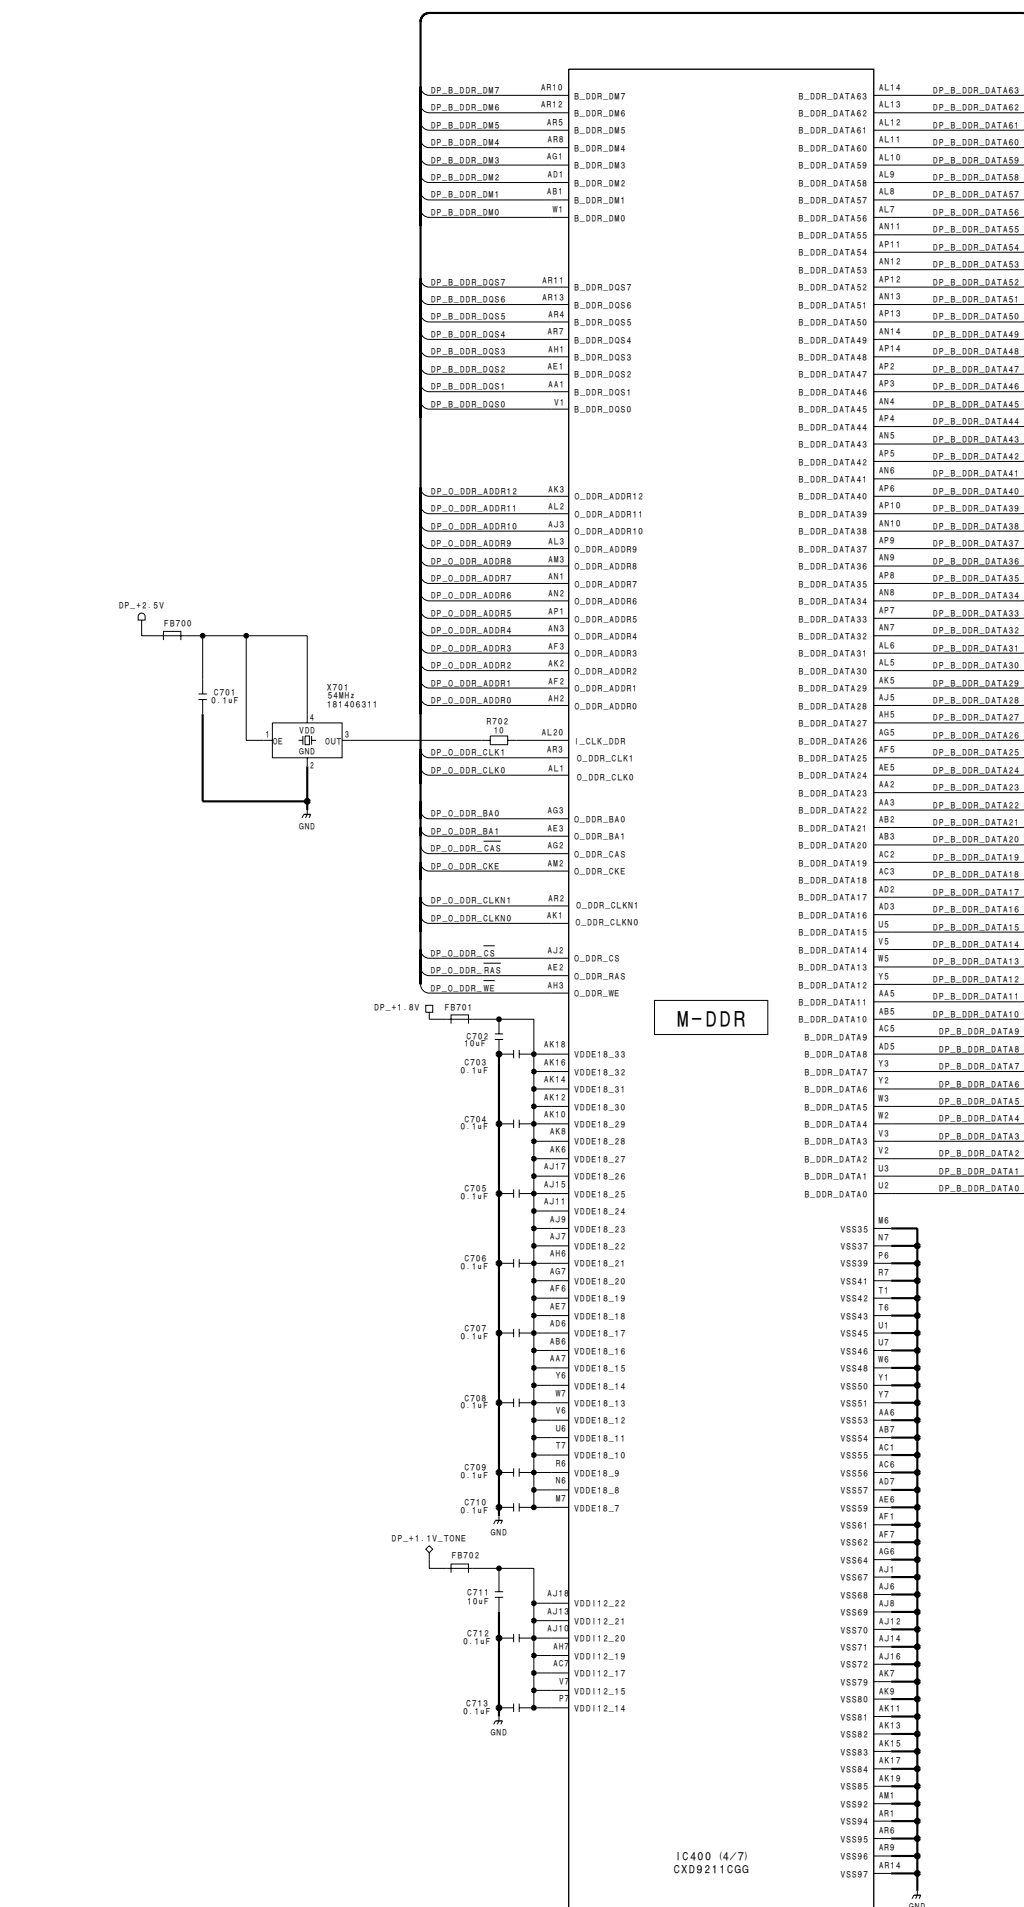 DP_B_DDR_DM7 AR10 B_DDR_DM7
DP_B_DDR_DM6 AR12 B_DDR_DM6
DP_B_DDR_DM5 AR5 B_DDR_DM5
DP_B_DDR_DM4 AR8 B_DDR_DM4
DP_B_DDR_DM3 AG1 B_DDR_DM3
DP_B_DDR_DM2 AD1 B_DDR_DM2
DP_B_DDR_DM1 AB1 B_DDR_DM1
DP_B_DDR_DM0 W1 B_DDR_DM0
DP_B_DDR_DQS7 AR11 B_DDR_DQS7
DP_B_DDR_DQS6 AR13 B_DDR_DQS6
DP_B_DDR_DQS5 AR4 B_DDR_DQS5
DP_B_DDR_DQS4 AR7 B_DDR_DQS4
DP_B_DDR_DQS3 AH1 B_DDR_DQS3
DP_B_DDR_DQS2 AE1 B_DDR_DQS2
DP_B_DDR_DQS1 AA1 B_DDR_DQS1
DP_B_DDR_DQS0 V1 B_DDR_DQS0
DP_O_DDR_ADDR12 AK3 O_DDR_ADDR12
DP_O_DDR_ADDR11 AL2 O_DDR_ADDR11
DP_O_DDR_ADDR10 AJ3 O_DDR_ADDR10
DP_O_DDR_ADDR9 AL3 O_DDR_ADDR9
DP_O_DDR_ADDR8 AM3 O_DDR_ADDR8
DP_O_DDR_ADDR7 AN1 O_DDR_ADDR7
DP_O_DDR_ADDR6 AN2 O_DDR_ADDR6
DP_O_DDR_ADDR5 AP1 O_DDR_ADDR5
DP_O_DDR_ADDR4 AN3 O_DDR_ADDR4
DP_O_DDR_ADDR3 AF3 O_DDR_ADDR3
DP_O_DDR_ADDR2 AK2 O_DDR_ADDR2
DP_O_DDR_ADDR1 AF2 O_DDR_ADDR1
DP_O_DDR_ADDR0 AH2 O_DDR_ADDR0
DP_+2.5V
FB700
C701
0.1uF
X701
54MHz
181406311
4
VDD
1 OE OUT 3
GND
2
GND
R702
10
AL20 I_CLK_DDR
DP_O_DDR_CLK1 AR3 O_DDR_CLK1
DP_O_DDR_CLK0 AL1 O_DDR_CLK0
DP_O_DDR_BA0 AG3 O_DDR_BA0
DP_O_DDR_BA1 AE3 O_DDR_BA1
DP_O_DDR_CAS AG2 O_DDR_CAS
DP_O_DDR_CKE AM2 O_DDR_CKE
DP_O_DDR_CLKN1 AR2 O_DDR_CLKN1
DP_O_DDR_CLKN0 AK1 O_DDR_CLKN0
DP_O_DDR_CS AJ2 O_DDR_CS
DP_O_DDR_RAS AE2 O_DDR_RAS
DP_O_DDR_WE AH3 O_DDR_WE
DP_+1.8V FB701
C702
10uF
C703
0.1uF
C704
0.1uF
C705
0.1uF
C706
0.1uF
C707
0.1uF
C708
0.1uF
C709
0.1uF
C710
0.1uF
GND
AK18 VDDE18_33
AK16 VDDE18_32
AK14 VDDE18_31
AK12 VDDE18_30
AK10 VDDE18_29
AK8 VDDE18_28
AK6 VDDE18_27
AJ17 VDDE18_26
AJ15 VDDE18_25
AJ11 VDDE18_24
AJ9 VDDE18_23
AJ7 VDDE18_22
AH6 VDDE18_21
AG7 VDDE18_20
AF6 VDDE18_19
AE7 VDDE18_18
AD6 VDDE18_17
AB6 VDDE18_16
AA7 VDDE18_15
Y6 VDDE18_14
W7 VDDE18_13
V6 VDDE18_12
U6 VDDE18_11
T7 VDDE18_10
R6 VDDE18_9
N6 VDDE18_8
M7 VDDE18_7
DP_+1.1V_TONE
FB702
C711
10uF
C712
0.1uF
C713
0.1uF
GND
AJ18 VDDI12_22
AJ13 VDDI12_21
AJ10 VDDI12_20
AH7 VDDI12_19
AC7 VDDI12_17
V7 VDDI12_15
P7 VDDI12_14
M-DDR
B_DDR_DATA63 AL14 DP_B_DDR_DATA63
B_DDR_DATA62 AL13 DP_B_DDR_DATA62
B_DDR_DATA61 AL12 DP_B_DDR_DATA61
B_DDR_DATA60 AL11 DP_B_DDR_DATA60
B_DDR_DATA59 AL10 DP_B_DDR_DATA59
B_DDR_DATA58 AL9 DP_B_DDR_DATA58
B_DDR_DATA57 AL8 DP_B_DDR_DATA57
B_DDR_DATA56 AL7 DP_B_DDR_DATA56
B_DDR_DATA55 AN11 DP_B_DDR_DATA55
B_DDR_DATA54 AP11 DP_B_DDR_DATA54
B_DDR_DATA53 AN12 DP_B_DDR_DATA53
B_DDR_DATA52 AP12 DP_B_DDR_DATA52
B_DDR_DATA51 AN13 DP_B_DDR_DATA51
B_DDR_DATA50 AP13 DP_B_DDR_DATA50
B_DDR_DATA49 AN14 DP_B_DDR_DATA49
B_DDR_DATA48 AP14 DP_B_DDR_DATA48
B_DDR_DATA47 AP2 DP_B_DDR_DATA47
B_DDR_DATA46 AP3 DP_B_DDR_DATA46
B_DDR_DATA45 AN4 DP_B_DDR_DATA45
B_DDR_DATA44 AP4 DP_B_DDR_DATA44
B_DDR_DATA43 AN5 DP_B_DDR_DATA43
B_DDR_DATA42 AP5 DP_B_DDR_DATA42
B_DDR_DATA41 AN6 DP_B_DDR_DATA41
B_DDR_DATA40 AP6 DP_B_DDR_DATA40
B_DDR_DATA39 AP10 DP_B_DDR_DATA39
B_DDR_DATA38 AN10 DP_B_DDR_DATA38
B_DDR_DATA37 AP9 DP_B_DDR_DATA37
B_DDR_DATA36 AN9 DP_B_DDR_DATA36
B_DDR_DATA35 AP8 DP_B_DDR_DATA35
B_DDR_DATA34 AN8 DP_B_DDR_DATA34
B_DDR_DATA33 AP7 DP_B_DDR_DATA33
B_DDR_DATA32 AN7 DP_B_DDR_DATA32
B_DDR_DATA31 AL6 DP_B_DDR_DATA31
B_DDR_DATA30 AL5 DP_B_DDR_DATA30
B_DDR_DATA29 AK5 DP_B_DDR_DATA29
B_DDR_DATA28 AJ5 DP_B_DDR_DATA28
B_DDR_DATA27 AH5 DP_B_DDR_DATA27
B_DDR_DATA26 AG5 DP_B_DDR_DATA26
B_DDR_DATA25 AF5 DP_B_DDR_DATA25
B_DDR_DATA24 AE5 DP_B_DDR_DATA24
B_DDR_DATA23 AA2 DP_B_DDR_DATA23
B_DDR_DATA22 AA3 DP_B_DDR_DATA22
B_DDR_DATA21 AB2 DP_B_DDR_DATA21
B_DDR_DATA20 AB3 DP_B_DDR_DATA20
B_DDR_DATA19 AC2 DP_B_DDR_DATA19
B_DDR_DATA18 AC3 DP_B_DDR_DATA18
B_DDR_DATA17 AD2 DP_B_DDR_DATA17
B_DDR_DATA16 AD3 DP_B_DDR_DATA16
B_DDR_DATA15 U5 DP_B_DDR_DATA15
B_DDR_DATA14 V5 DP_B_DDR_DATA14
B_DDR_DATA13 W5 DP_B_DDR_DATA13
B_DDR_DATA12 Y5 DP_B_DDR_DATA12
B_DDR_DATA11 AA5 DP_B_DDR_DATA11
B_DDR_DATA10 AB5 DP_B_DDR_DATA10
B_DDR_DATA9 AC5 DP_B_DDR_DATA9
B_DDR_DATA8 AD5 DP_B_DDR_DATA8
B_DDR_DATA7 Y3 DP_B_DDR_DATA7
B_DDR_DATA6 Y2 DP_B_DDR_DATA6
B_DDR_DATA5 W3 DP_B_DDR_DATA5
B_DDR_DATA4 W2 DP_B_DDR_DATA4
B_DDR_DATA3 V3 DP_B_DDR_DATA3
B_DDR_DATA2 V2 DP_B_DDR_DATA2
B_DDR_DATA1 U3 DP_B_DDR_DATA1
B_DDR_DATA0 U2 DP_B_DDR_DATA0
VSS35 M6
VSS37 N7
VSS39 P6
VSS41 R7
VSS42 T1
VSS43 T6
VSS45 U1
VSS46 U7
VSS48 W6
VSS50 Y1
VSS51 Y7
VSS53 AA6
VSS54 AB7
VSS55 AC1
VSS56 AC6
VSS57 AD7
VSS59 AE6
VSS61 AF1
VSS62 AF7
VSS64 AG6
VSS67 AJ1
VSS68 AJ6
VSS69 AJ8
VSS70 AJ12
VSS71 AJ14
VSS72 AJ16
VSS79 AK7
VSS80 AK9
VSS81 AK11
VSS82 AK13
VSS83 AK15
VSS84 AK17
VSS85 AK19
VSS92 AM1
VSS94 AR1
VSS95 AR6
VSS96 AR9
VSS97 AR14
IC400 (4/7)
CXD9211CGG
GND